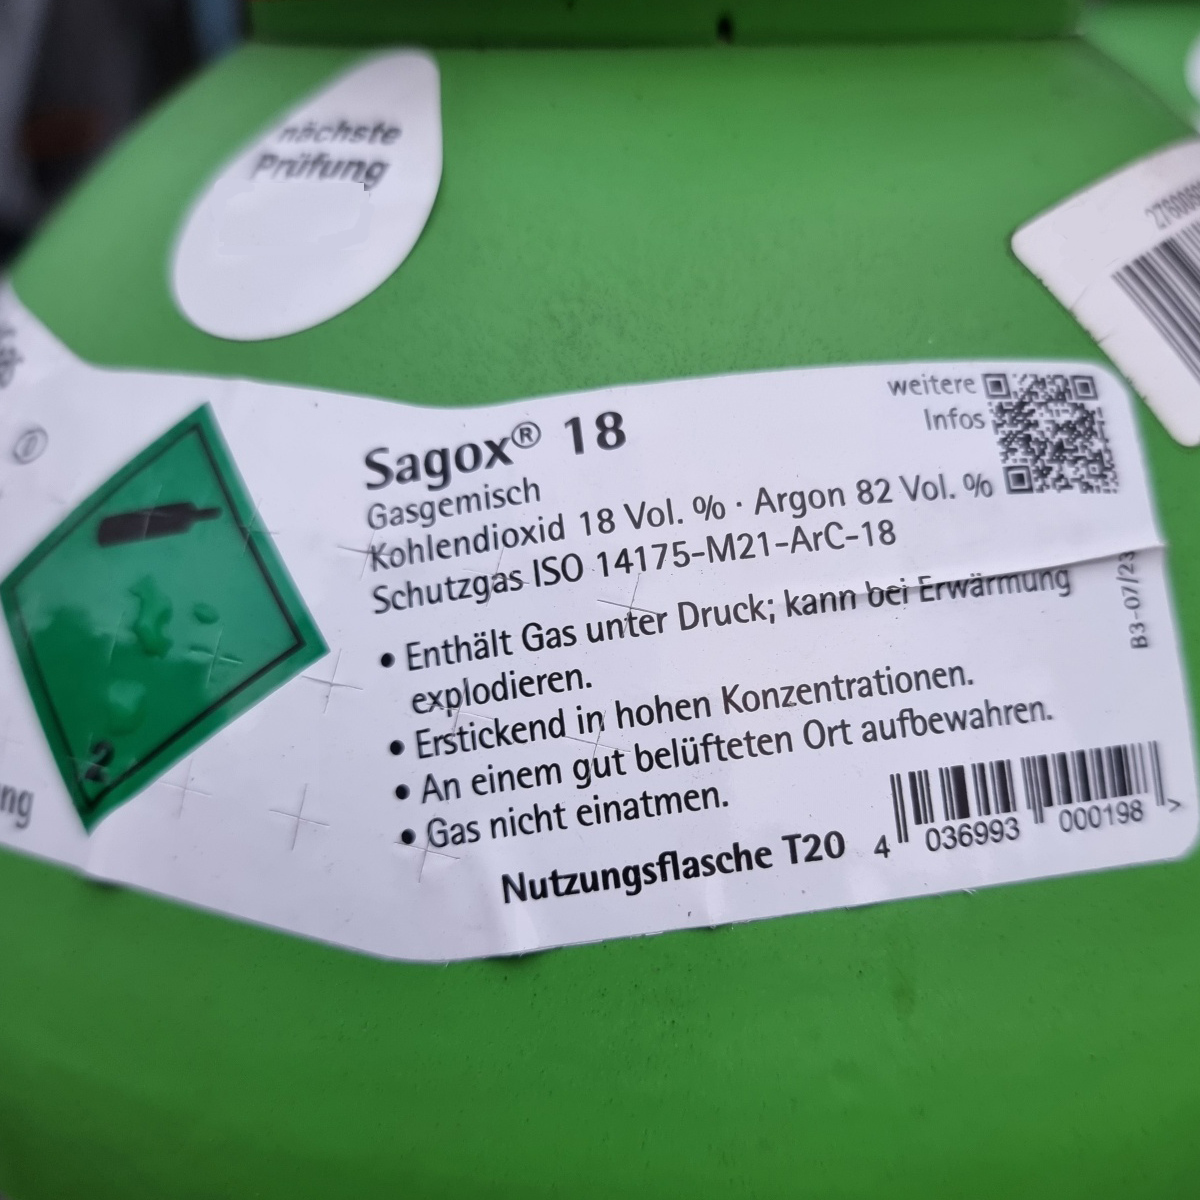 nächste
Prüfung
weitere
Infos
Sagox® 18
Gasgemisch
Kohlendioxid 18 Vol. % · Argon 82 Vol. %
Schutzgas ISO 14175-M21-ArC-18
• Enthält Gas unter Druck; kann bei Erwärmung
explodieren.
• Erstickend in hohen Konzentrationen.
• An einem gut belüfteten Ort aufbewahren.
• Gas nicht einatmen.
Nutzungsflasche T20
4 036993 000198 >
B3-07/23
2
ng